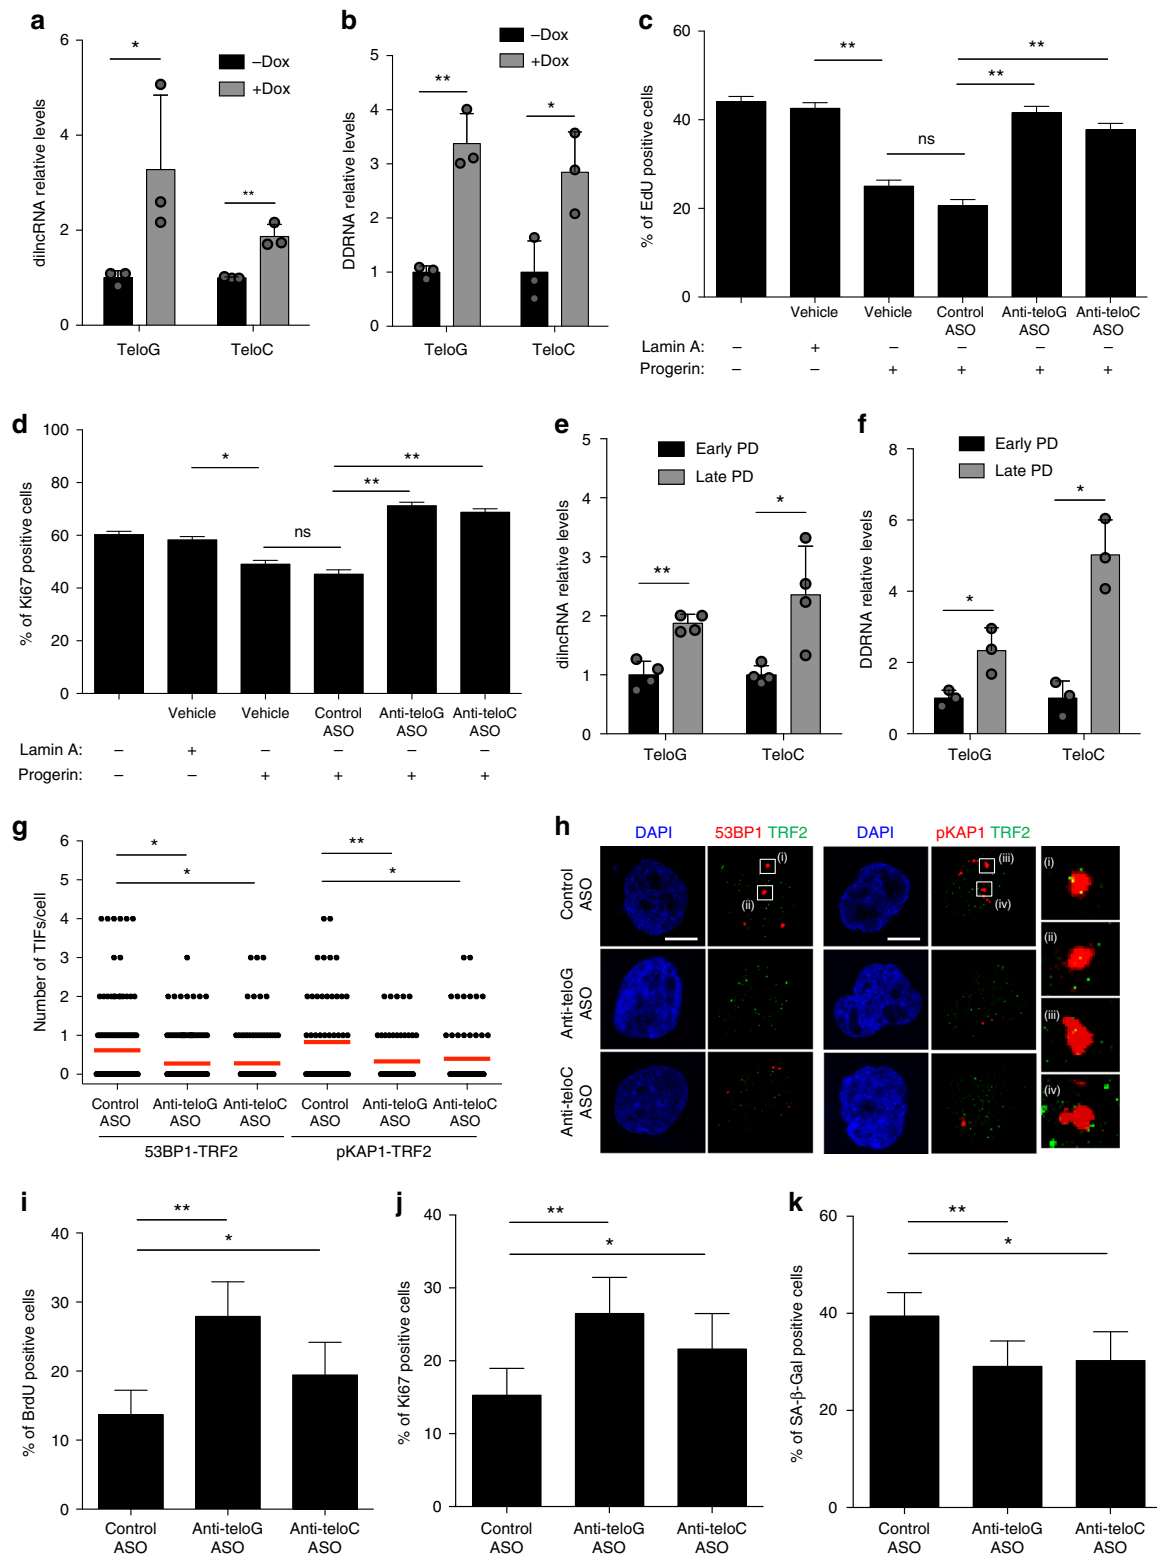 a
dilncRNA relative levels
6
4
2
0
*
**
–Dox
+Dox
TeloG TeloC
b
DDRNA relative levels
5
4
3
2
1
0
**
*
–Dox
+Dox
TeloG TeloC
c
% of EdU positive cells
60
40
20
0
**
ns
**
**
Vehicle Vehicle Control ASO Anti-teloG ASO Anti-teloC ASO
Lamin A: – + – – – –
Progerin: – – + + + +
d
% of Ki67 positive cells
100
80
60
40
20
0
*
ns
**
**
Vehicle Vehicle Control ASO Anti-teloG ASO Anti-teloC ASO
Lamin A: – + – – – –
Progerin: – – + + + +
e
dilncRNA relative levels
5
4
3
2
1
0
Early PD
Late PD
**
*
TeloG TeloC
f
DDRNA relative levels
8
6
4
2
0
Early PD
Late PD
*
*
TeloG TeloC
g
Number of TIFs/cell
6
5
4
3
2
1
0
*
*
**
*
Control ASO Anti-teloG ASO Anti-teloC ASO Control ASO Anti-teloG ASO Anti-teloC ASO
53BP1-TRF2 pKAP1-TRF2
h
DAPI 53BP1 TRF2 DAPI pKAP1 TRF2
Control ASO
Anti-teloG ASO
Anti-teloC ASO
(i)
(ii)
(iii)
(iv)
(i)
(ii)
(iii)
(iv)
i
% of BrdU positive cells
40
30
20
10
0
**
*
Control ASO Anti-teloG ASO Anti-teloC ASO
j
% of Ki67 positive cells
40
30
20
10
0
**
*
Control ASO Anti-teloG ASO Anti-teloC ASO
k
% of SA-β-Gal positive cells
60
40
20
0
**
*
Control ASO Anti-teloG ASO Anti-teloC ASO